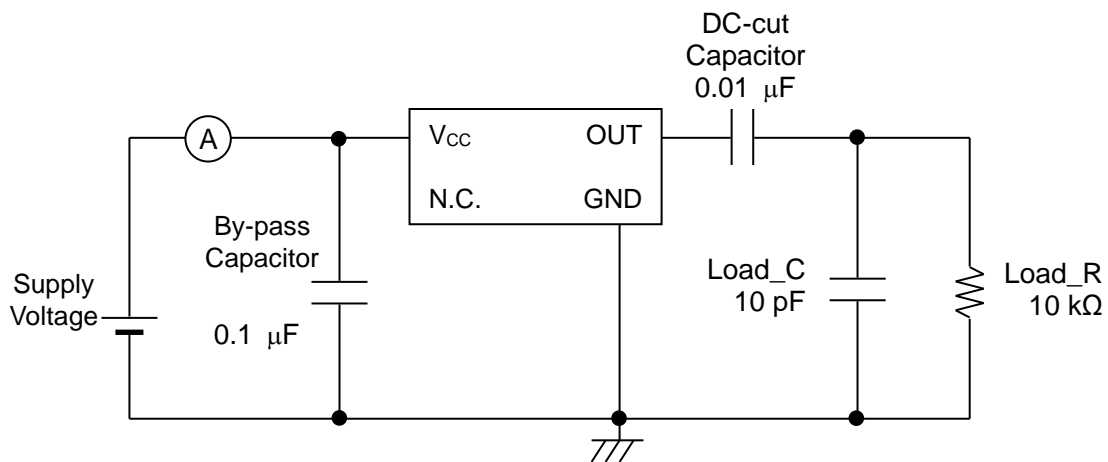 DC-cut
Capacitor
0.01 μF
A
VCC
OUT
N.C.
GND
By-pass
Capacitor
0.1 μF
Supply
Voltage
Load_C
10 pF
Load_R
10 kΩ